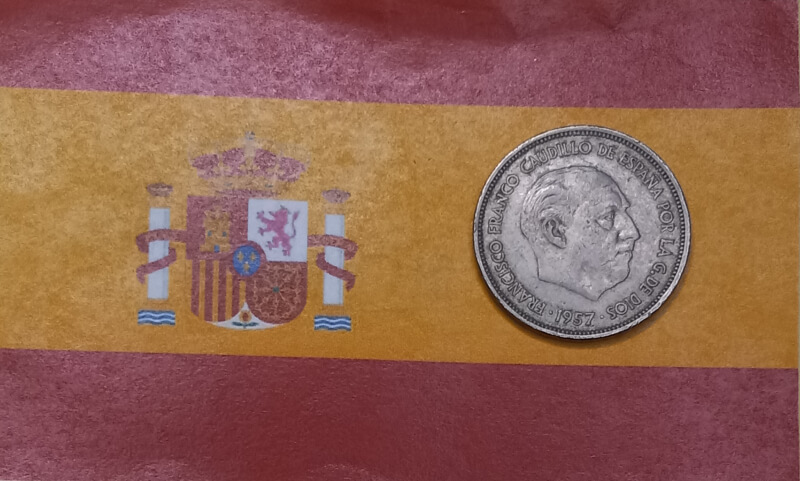 FRANCISCO FRANCO CAUDILLO DE ESPAÑA POR LA G. DE DIOS
· 1957 ·